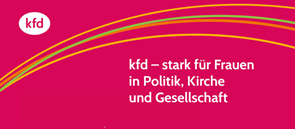 kfd
kfd – stark für Frauen
in Politik, Kirche
und Gesellschaft